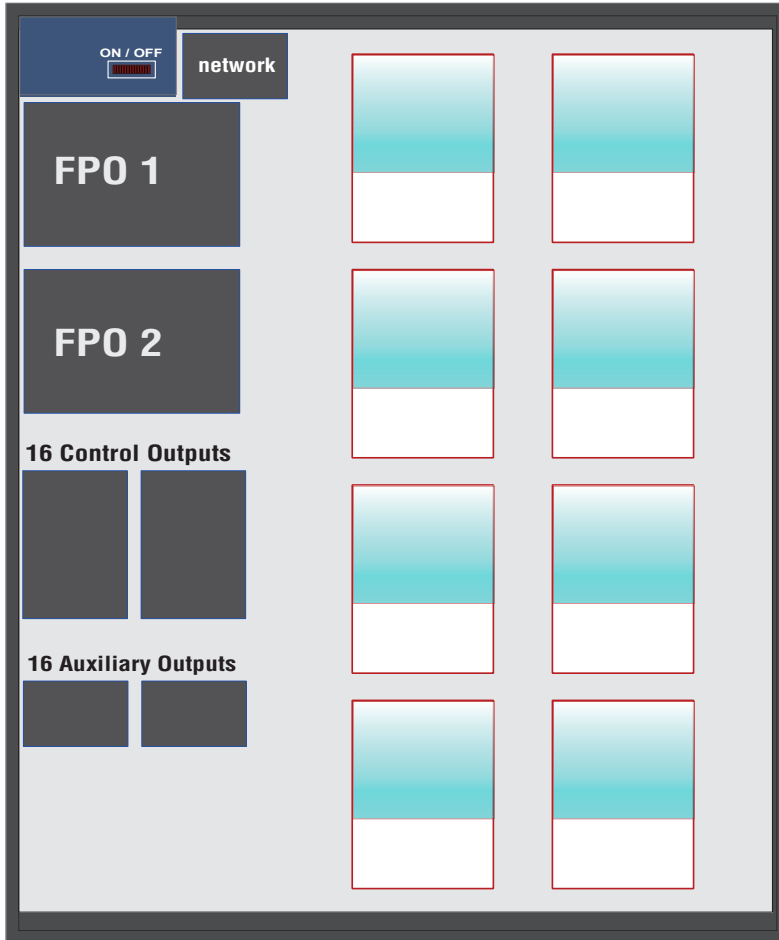 ON / OFF
network
FPO 1
FPO 2
16 Control Outputs
16 Auxiliary Outputs